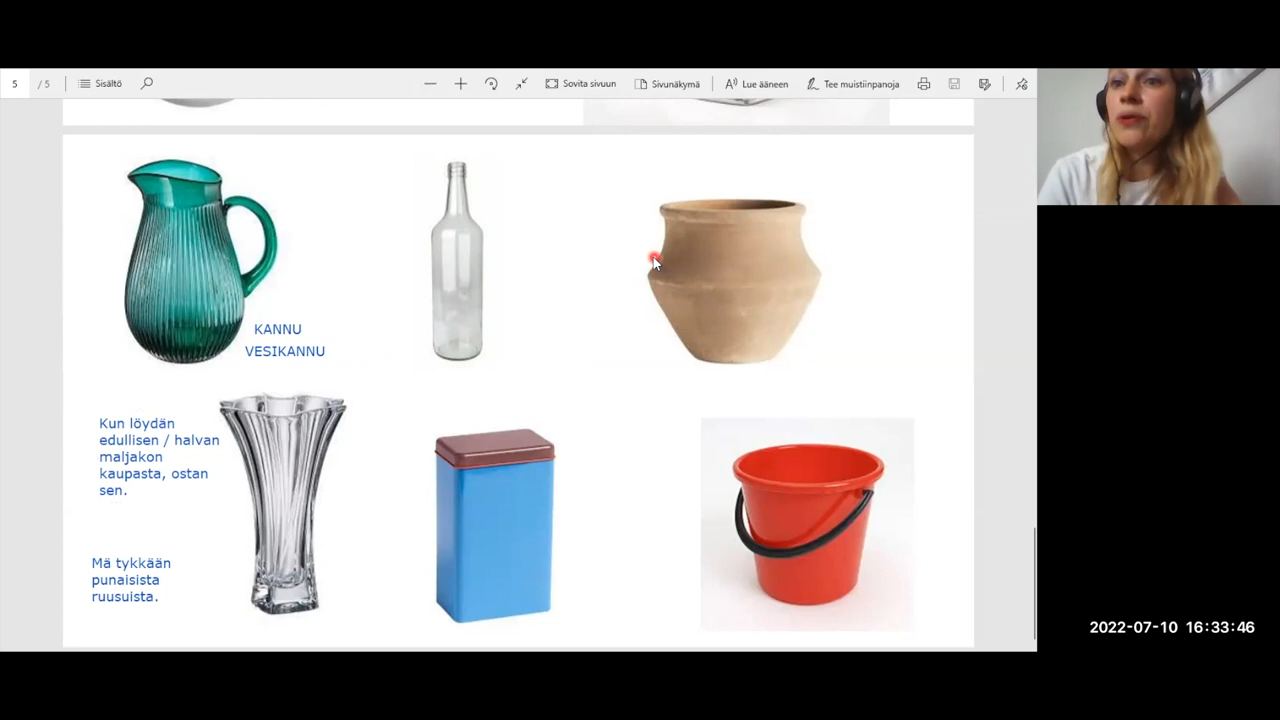 5 / 5 Sisältö Sovita sivuun Sivunäkymä Lue ääneen Tee muistiinpanoja
KANNU
VESIKANNU
Kun löydän
edullisen / halvan
maljakon
kaupasta, ostan
sen.
Mä tykkään
punaisista
ruusuista.
2022-07-10 16:33:46